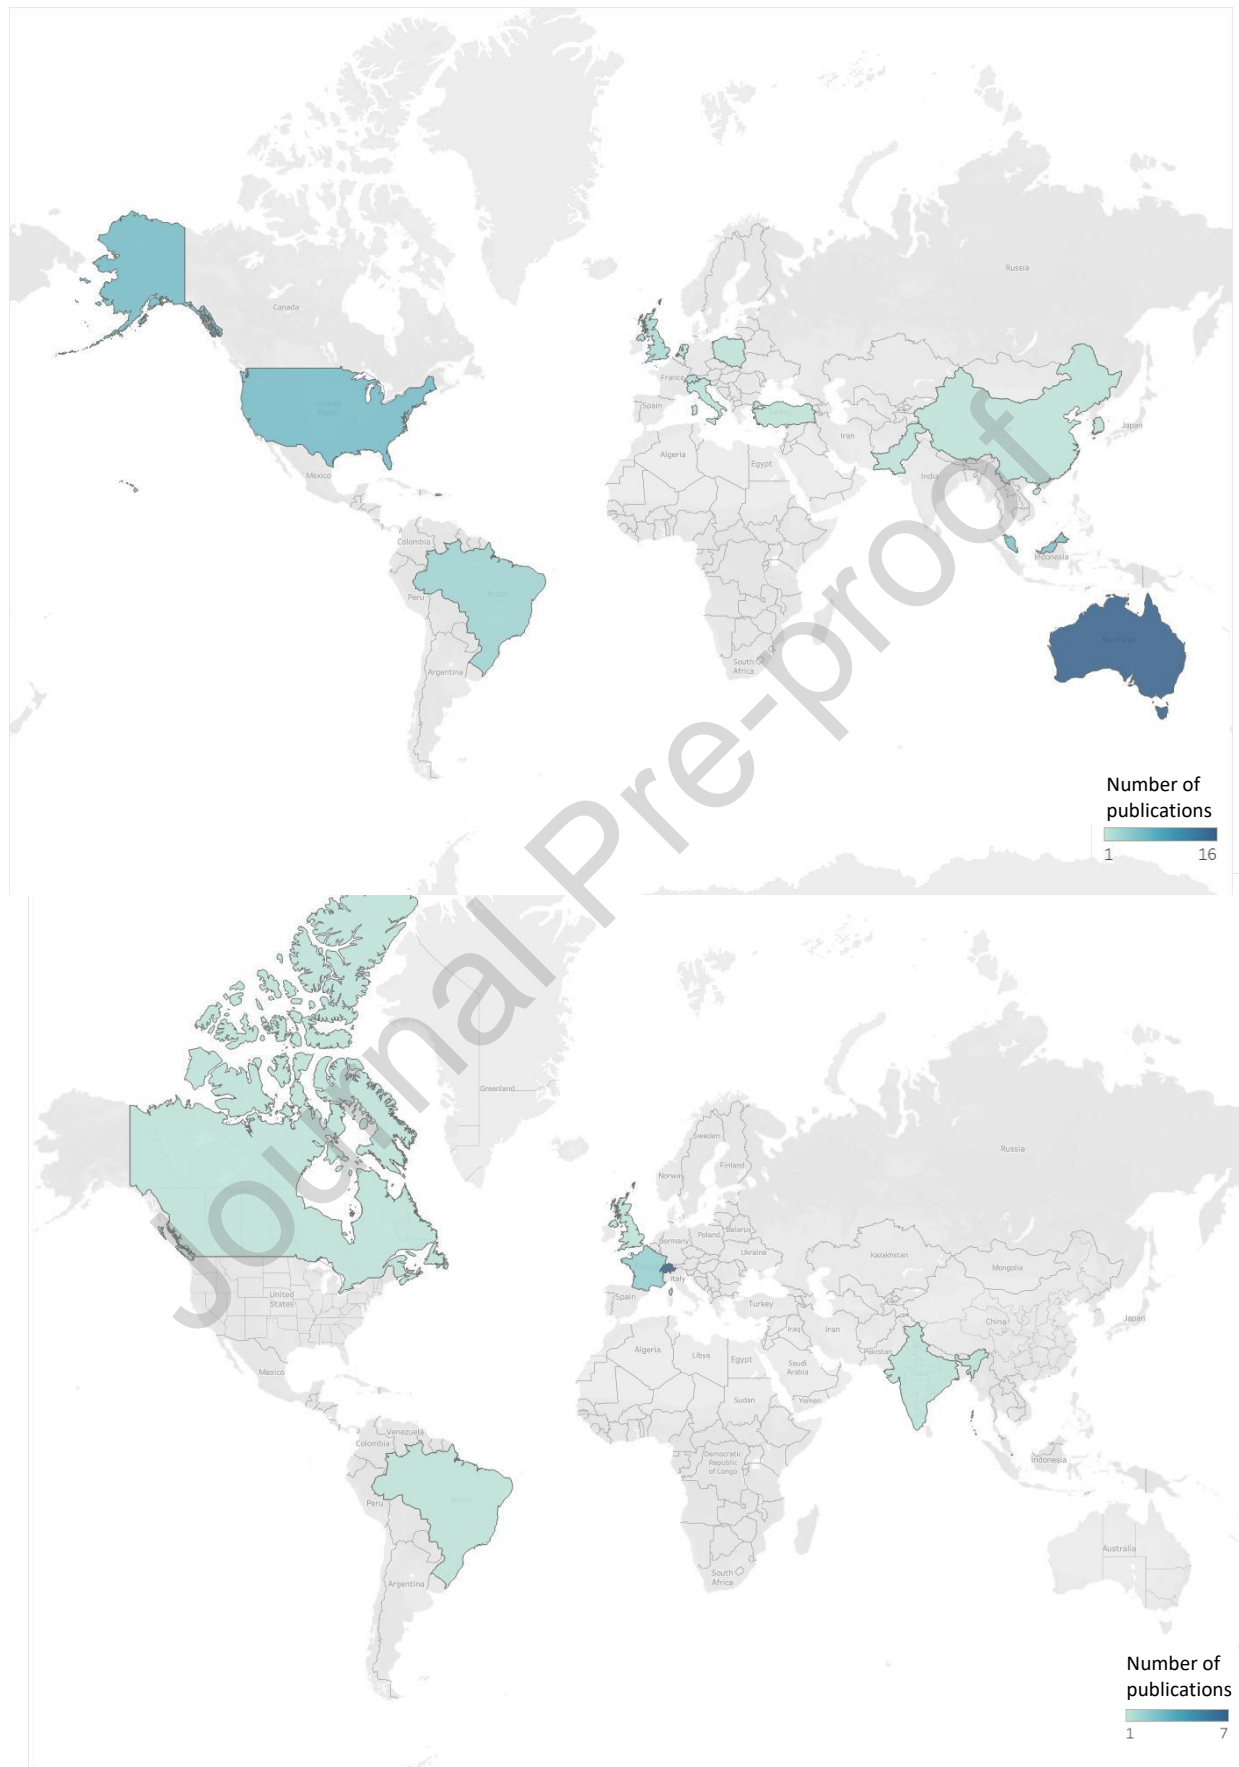 Russia
Canada
France
Spain
Japan
Iran
Algeria
Egypt
India
Mexico
Colombia
Indonesia
Peru
Brazil
Australia
South
Africa
Argentina
Number of
publications
1
16
Journal Pre-proof
Greenland
Sweden
Finland
Norway
Russia
Belarus
Poland
Germany
Ukraine
Kazakhstan
Mongolia
Italy
Spain
United
States
Turkey
China
Japan
Iraq
Iran
Algeria
Libya
Egypt
Pakistan
Saudi
Arabia
Mexico
Sudan
Yemen
Venezuela
Colombia
Democratic
Republic
of Congo
Indonesia
Peru
Brazil
Australia
South
Africa
Argentina
Number of
publications
1
7